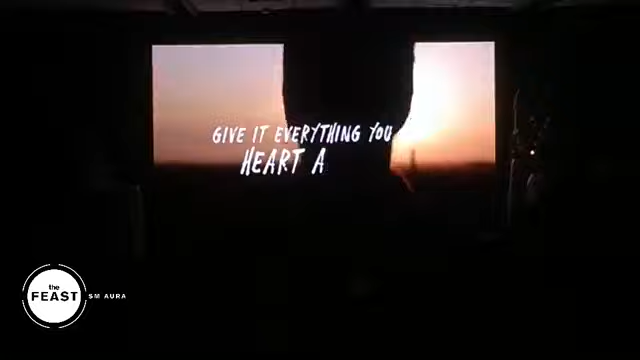 GIVE IT EVERYTHING YOU
HEART A
the
FEAST
SM AURA